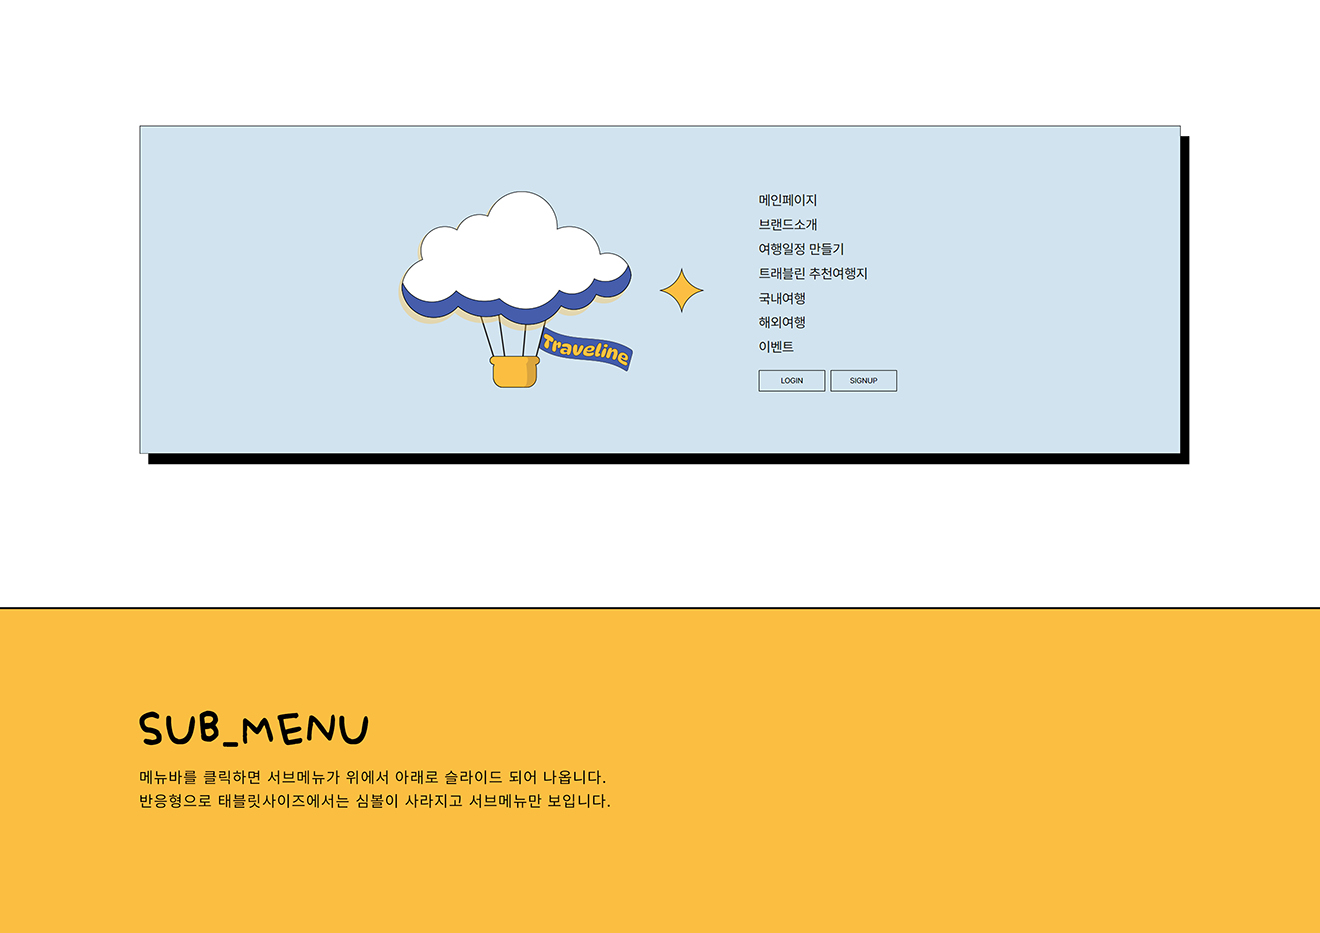 Traveline
메인페이지
브랜드소개
여행일정 만들기
트래블린 추천여행지
국내여행
해외여행
이벤트
LOGIN
SIGNUP
SUB_MENU
메뉴바를 클릭하면 서브메뉴가 위에서 아래로 슬라이드 되어 나옵니다.
반응형으로 태블릿사이즈에서는 심볼이 사라지고 서브메뉴만 보입니다.